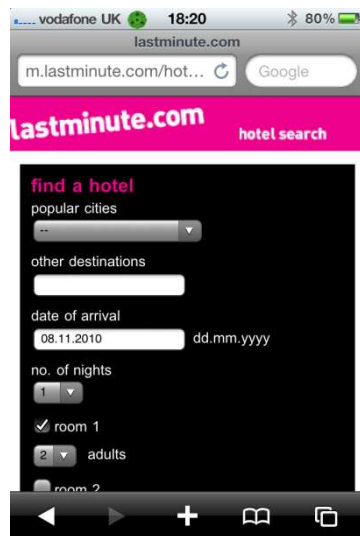 vodafone UK 18:20 80%
lastminute.com
m.lastminute.com/hot... Google
lastminute.com hotel search
find a hotel
popular cities
--
other destinations
date of arrival
08.11.2010 dd.mm.yyyy
no. of nights
1
room 1
2 adults
room 2